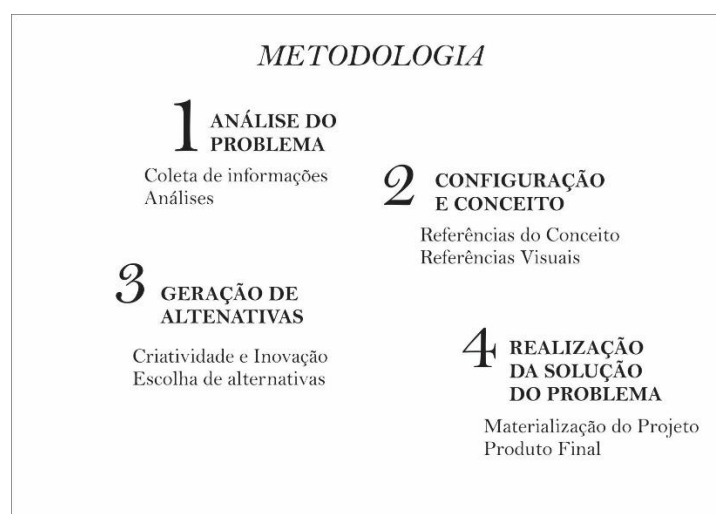 METODOLOGIA
1 ANÁLISE DO
PROBLEMA
Coleta de informações
Análises
2 CONFIGURAÇÃO
E CONCEITO
Referências do Conceito
Referências Visuais
3 GERAÇÃO DE
ALTENATIVAS
Criatividade e Inovação
Escolha de alternativas
4 REALIZAÇÃO
DA SOLUÇÃO
DO PROBLEMA
Materialização do Projeto
Produto Final